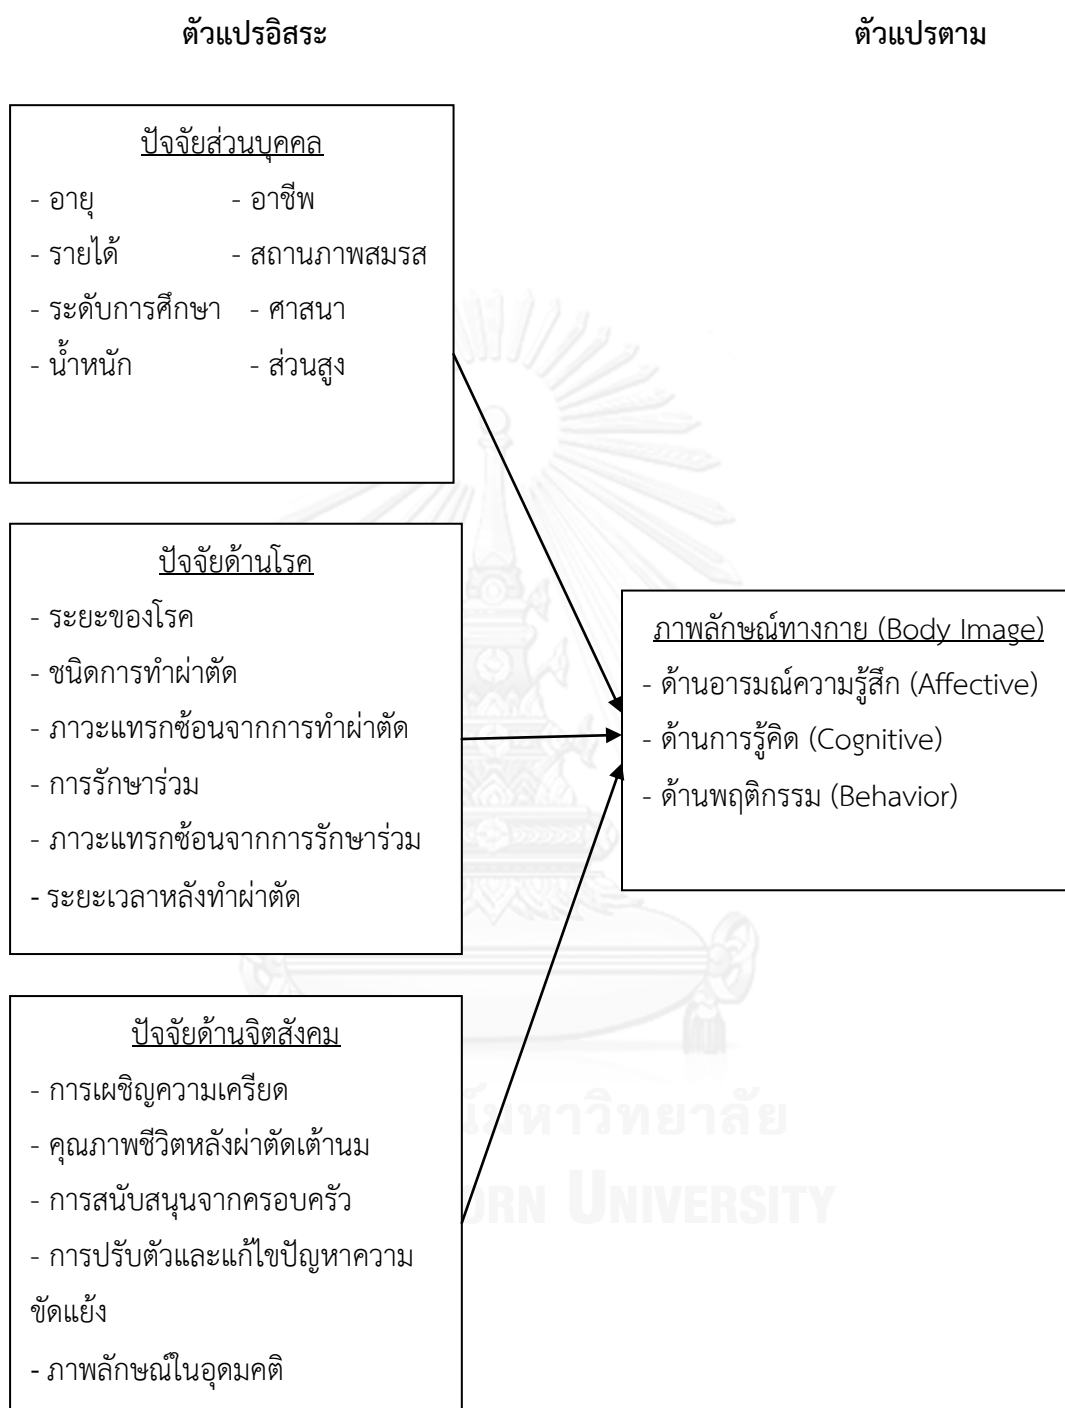 ตัวแปรอิสระ
ตัวแปรตาม
ปัจจัยส่วนบุคคล
- อายุ - อาชีพ
- รายได้ - สถานภาพสมรส
- ระดับการศึกษา - ศาสนา
- น้ำหนัก - ส่วนสูง
ปัจจัยด้านโรค
- ระยะของโรค
- ชนิดการทำผ่าตัด
- ภาวะแทรกซ้อนจากการทำผ่าตัด
- การรักษาร่วม
- ภาวะแทรกซ้อนจากการรักษาร่วม
- ระยะเวลาหลังทำผ่าตัด
ปัจจัยด้านจิตสังคม
- การเผชิญความเครียด
- คุณภาพชีวิตหลังผ่าตัดเต้านม
- การสนับสนุนจากครอบครัว
- การปรับตัวและแก้ไขปัญหาความ
ขัดแย้ง
- ภาพลักษณ์ในอุดมคติ
ภาพลักษณ์ทางกาย (Body Image)
- ด้านอารมณ์ความรู้สึก (Affective)
- ด้านการรู้คิด (Cognitive)
- ด้านพฤติกรรม (Behavior)
มหาวิทยาลัย
UNIVERSITY